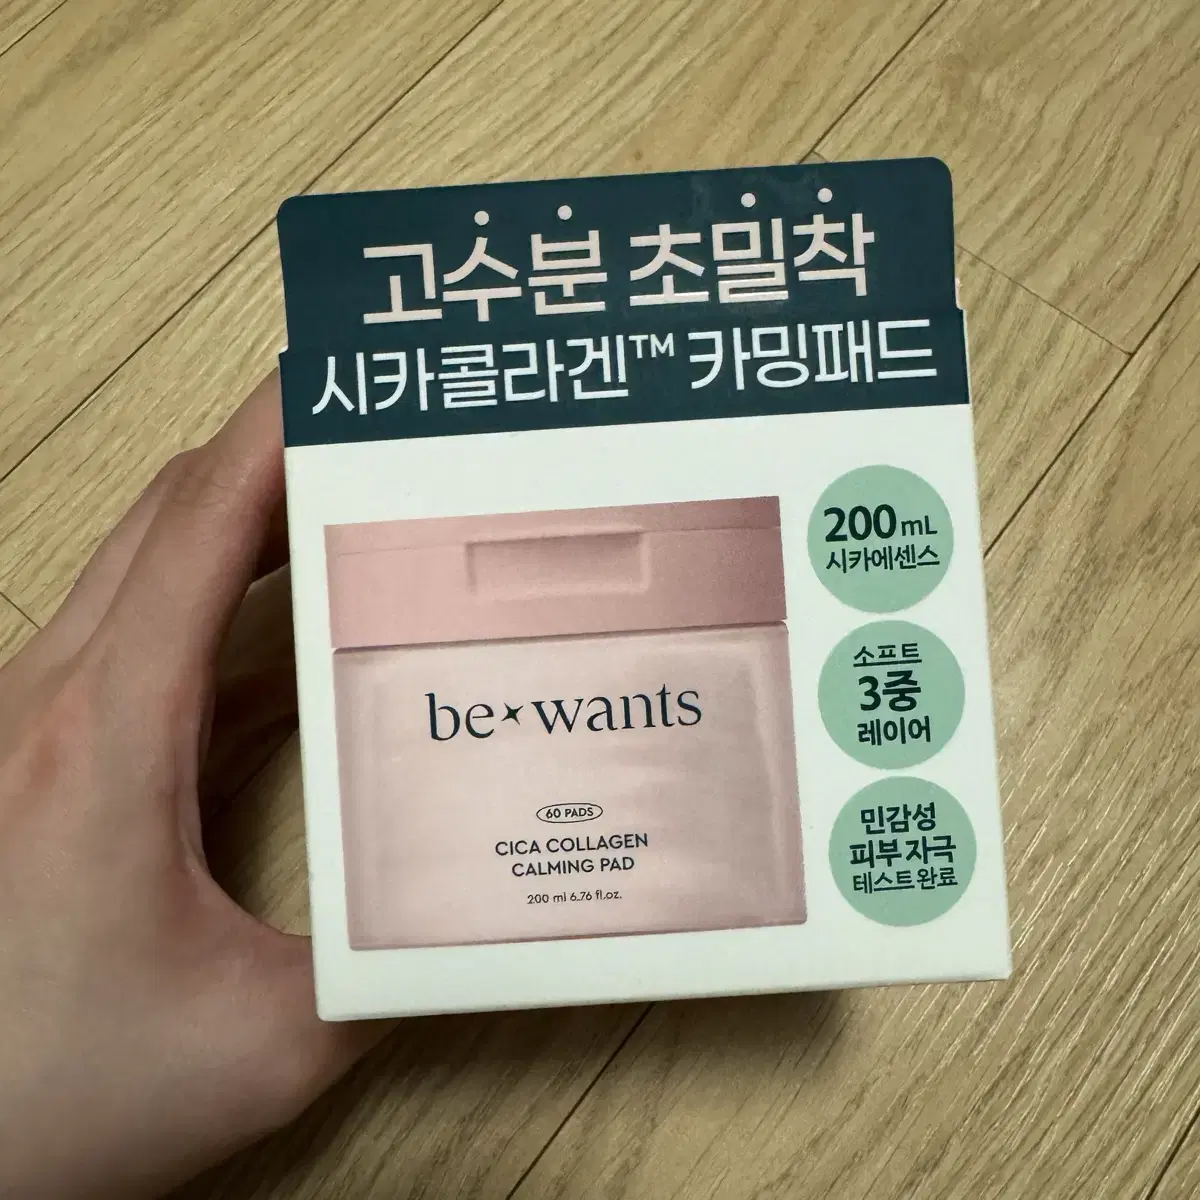 고수분 초밀착
시카콜라겐™ 카밍패드
200 mL
시카에센스
소프트
3중
레이어
민감성
피부 자극
테스트 완료
be wants
60 PADS
CICA COLLAGEN
CALMING PAD
200 ml 6.76 fl.oz.